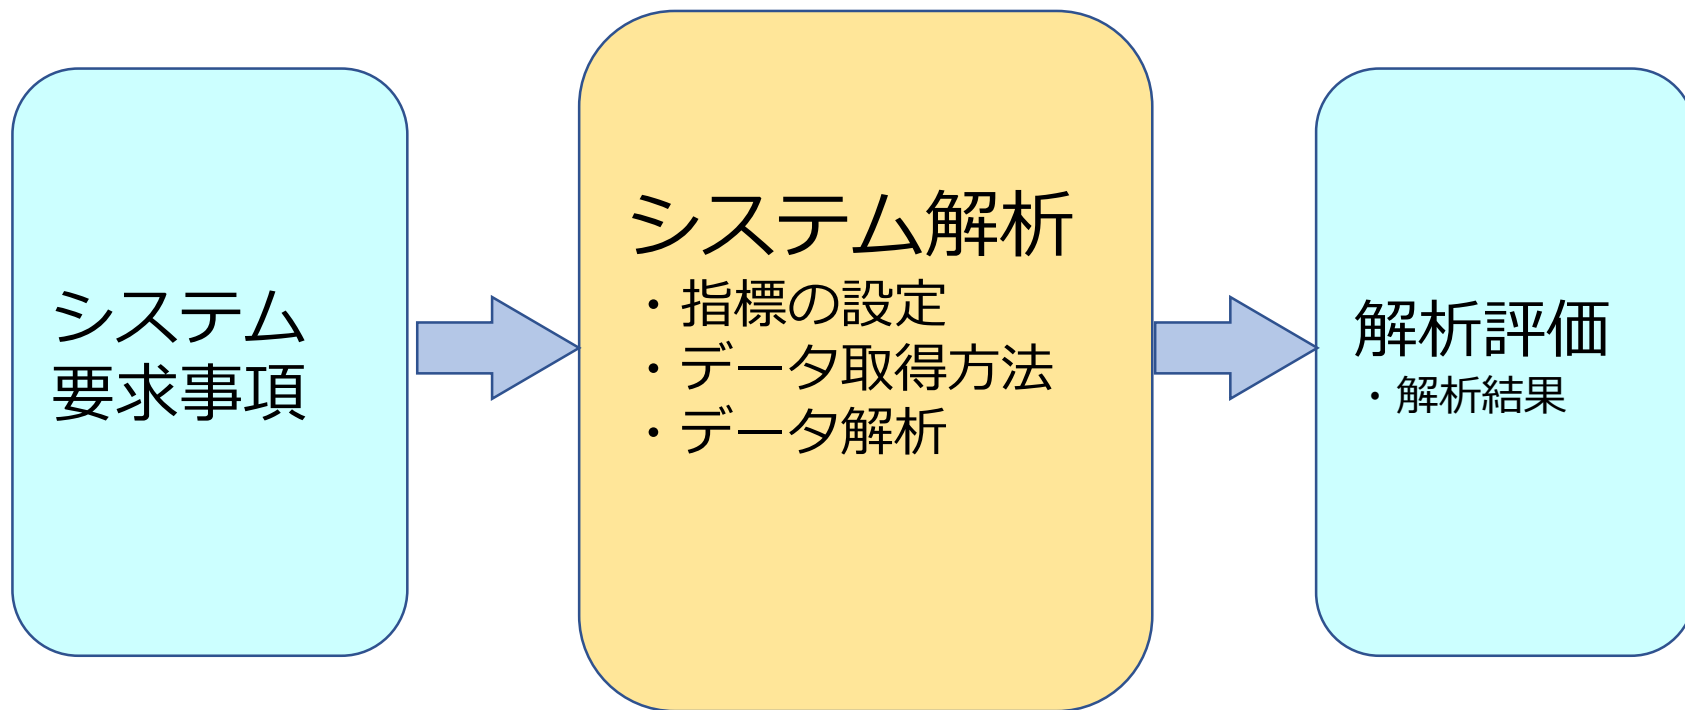 システム
要求事項
システム解析
・指標の設定
・データ取得方法
・データ解析
解析評価
・解析結果